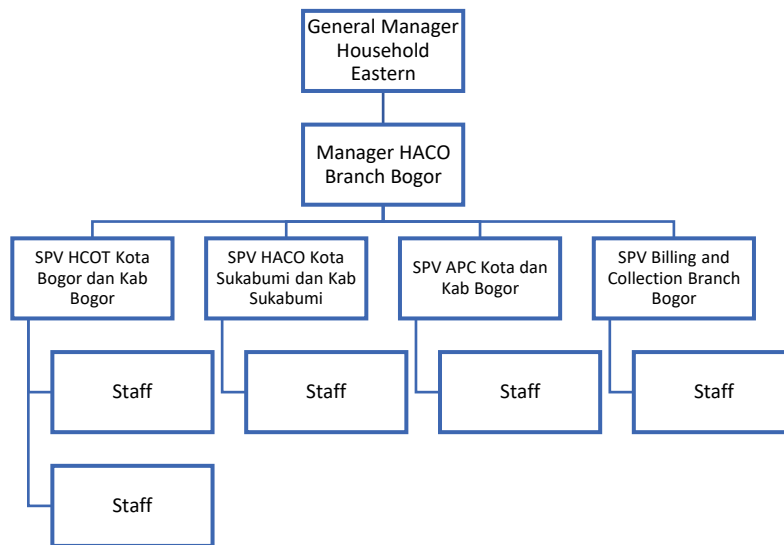 General Manager
Household
Eastern
Manager HACO
Branch Bogor
SPV HCOT Kota
Bogor dan Kab
Bogor
SPV HACO Kota
Sukabumi dan Kab
Sukabumi
SPV APC Kota dan
Kab Bogor
SPV Billing and
Collection Branch
Bogor
Staff
Staff
Staff
Staff
Staff